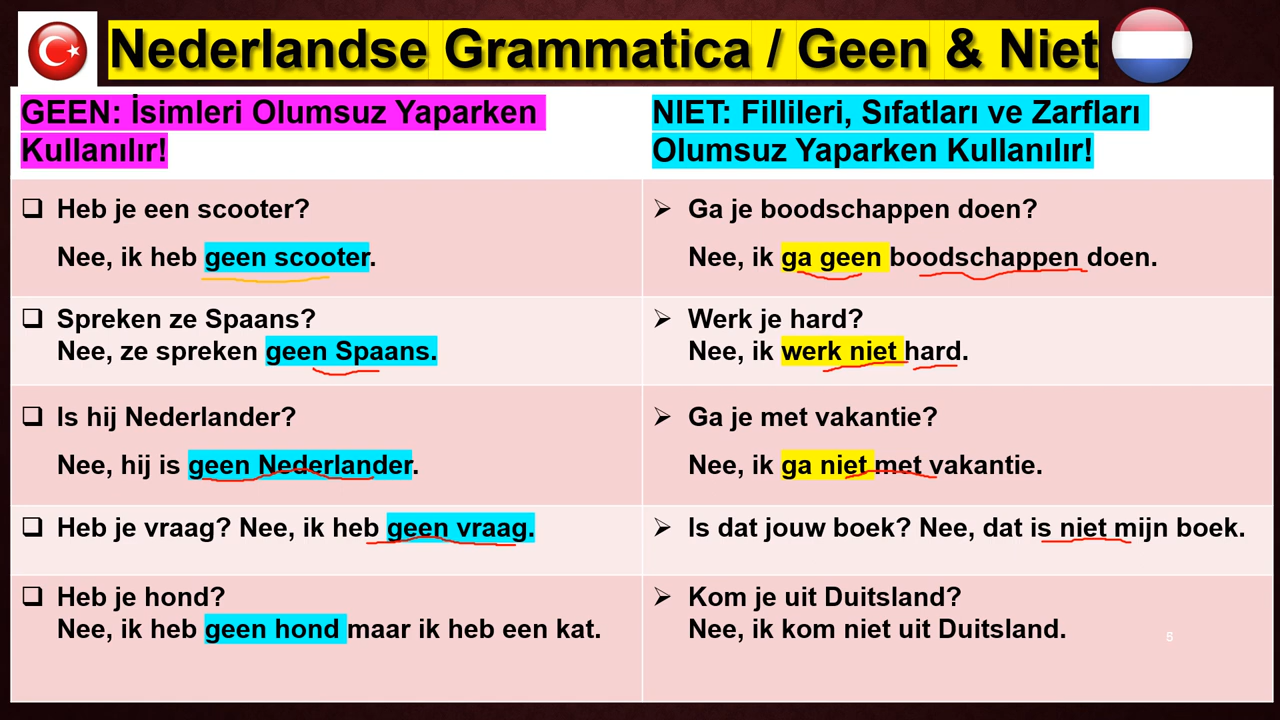 Nederlandse Grammatica / Geen & Niet
GEEN: İsimleri Olumsuz Yaparken
Kullanılır!
❑ Heb je een scooter?
Nee, ik heb geen scooter.
❑ Spreken ze Spaans?
Nee, ze spreken geen Spaans.
❑ Is hij Nederlander?
Nee, hij is geen Nederlander.
❑ Heb je vraag? Nee, ik heb geen vraag.
❑ Heb je hond?
Nee, ik heb geen hond maar ik heb een kat.
NIET: Fillileri, Sıfatları ve Zarfları
Olumsuz Yaparken Kullanılır!
➢ Ga je boodschappen doen?
Nee, ik ga geen boodschappen doen.
➢ Werk je hard?
Nee, ik werk niet hard.
➢ Ga je met vakantie?
Nee, ik ga niet met vakantie.
➢ Is dat jouw boek? Nee, dat is niet mijn boek.
➢ Kom je uit Duitsland?
Nee, ik kom niet uit Duitsland.